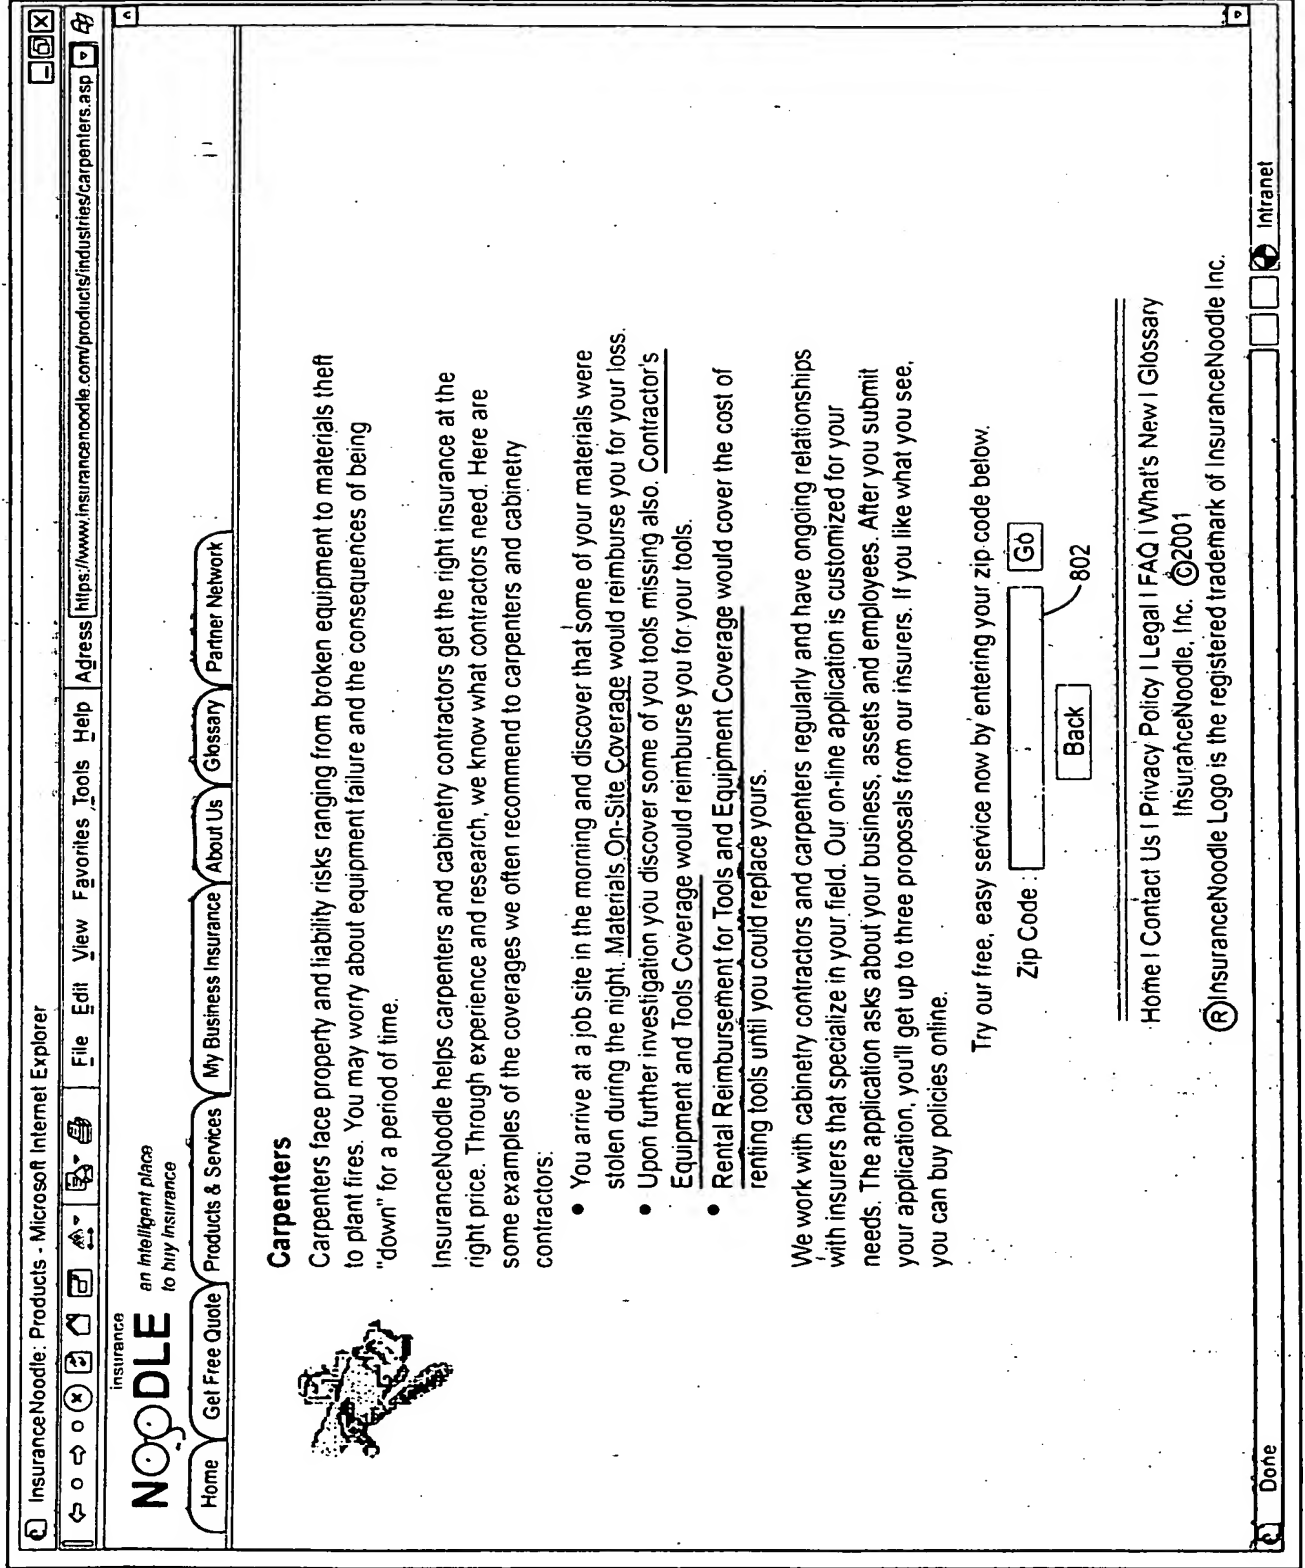 InsuranceNoodle: Products - Microsoft Internet Explorer
File Edit View Favorites Tools Help Adress https://www.insurancenoodle.com/products/industries/carpenters.asp
insurance
NOODLE
an intelligent place
to buy insurance
Home Get Free Quote Products & Services My Business Insurance About Us Glossary Partner Network
Carpenters
Carpenters face property and liability risks ranging from broken equipment to materials theft
to plant fires. You may worry about equipment failure and the consequences of being
"down" for a period of time.
InsuranceNoodle helps carpenters and cabinetry contractors get the right insurance at the
right price. Through experience and research, we know what contractors need. Here are
some examples of the coverages we often recommend to carpenters and cabinetry
contractors:
• You arrive at a job site in the morning and discover that some of your materials were
stolen during the night. Materials On-Site Coverage would reimburse you for your loss.
• Upon further investigation you discover some of you tools missing also. Contractor's
Equipment and Tools Coverage would reimburse you for your tools.
• Rental Reimbursement for Tools and Equipment Coverage would cover the cost of
renting tools until you could replace yours.
We work with cabinetry contractors and carpenters regularly and have ongoing relationships
with insurers that specialize in your field. Our on-line application is customized for your
needs. The application asks about your business, assets and employees. After you submit
your application, you'll get up to three proposals from our insurers. If you like what you see,
you can buy policies online.
Try our free, easy service now by entering your zip code below.
Zip Code : Go
802
Back
Home | Contact Us | Privacy Policy | Legal | FAQ | What's New | Glossary
InsuranceNoodle, Inc. ©2001
®InsuranceNoodle Logo is the registered trademark of InsuranceNoodle Inc.
Done Intranet